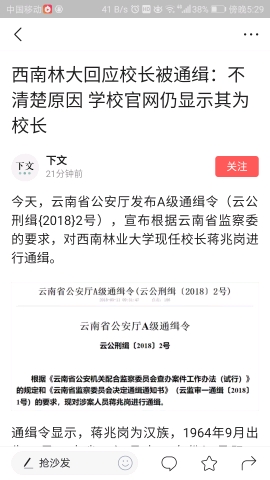 中国移动 41 B/s 4G 38% 傍晚5:29
西南林大回应校长被通缉：不
清楚原因 学校官网仍显示其为
校长
下文
下文
21分钟前
关注
今天，云南省公安厅发布A级通缉令（云公
刑缉{2018}2号），宣布根据云南省监察委
的要求，对西南林业大学现任校长蒋兆岗进
行通缉。
云南省公安厅A级通缉令(云公刑缉〔2018〕2号)
云南省公安厅A级通缉令
云公刑缉〔2018〕2号
根据《云南省公安机关配合监察委员会查办案件工作办法（试行）》
的规定和《云南省监察委员会决定通缉通知书》（云监审一通缉〔2018〕
1号）的要求，现对涉案人员蒋兆岗进行通缉。
通缉令显示，蒋兆岗为汉族，1964年9月出
抢沙发